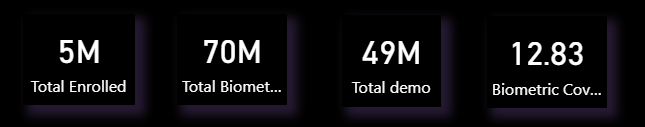 5M
Total Enrolled
70M
Total Biomet...
49M
Total demo
12.83
Biometric Cov...